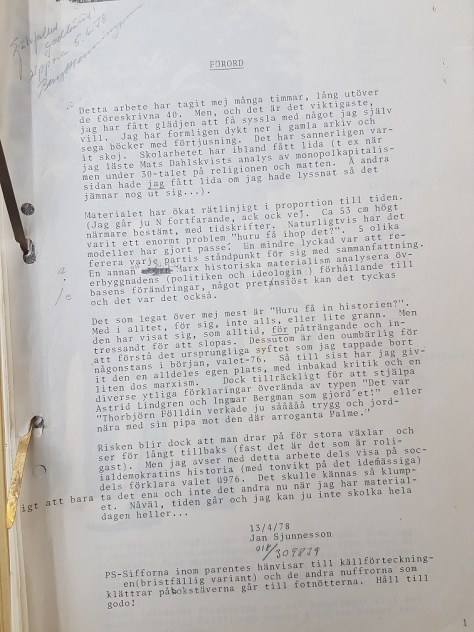 5/6 78
FÖRORD
Detta arbete har tagit mej många timmar, lång utöver
de föreskrivna 40. Men, och det är det viktigaste,
jag har fått glädjen att få syssla med något jag själv
vill. Jag har formligen dykt ner i gamla arkiv och
sega böcker med förtjusning. Det har sannerligen var-
it skoj. Skolarbetet har ibland fått lida (t ex när
jag läste Mats Dahlkvists analys av monopolkapitalis-
men under 30-talet på religionen och matten. Å andra
sidan hade jag fått lida om jag hade lyssnat så det
jämnar nog ut sig...).
Materialet har ökat rätlinjigt i proportion till tiden.
(Jag går ju N fortfarande, ack ock ve). Ca 53 cm högt
närmare bestämt, med tidskrifter. Naturligtvis har det
varit ett enormt problem "huru få ihop det?". 5 olika
modeller har gjort passé. En mindre lyckad var att re-
ferera varje partis ståndpunkt för sig med sammanfattning.
En annan Marx historiska materialism analysera öv-
erbyggnadens (politiken och ideologin ) förhållande till
basens förändringar, något pretansiöst kan det tyckas
och det var det också.
Det som legat över mej mest är "Huru få in historien?".
Med i alltet, för sig, inte alls, eller lite grann. Men
den har visat sig, som alltid, för påträngande och in-
tressandt för att slopas. Dessutom är den oumbärlig för
att förstå det ursprungliga syftet som jag tappade bort
någonstans i början, valet-76. Så till sist har jag giv-
it den en alldeles egen plats, med inbakad kritik och en
liten dos marxism. Dock tillräckligt för att stjälpa
diverse ytliga förklaringar överända av typen "Det var
Astrid Lindgren och Ingmar Bergman som gjord'et!" eller
"Thorbjörn Fölldin verkade ju såååå trygg och jord-
nära med sin pipa mot den där arroganta Palme."
Risken blir dock att man drar på för stora växlar och
ser för långt tillbaks (fast det är det som är roli-
gast). Men jag avser med detta arbete dels visa på soc-
ialdemokratins historia (med tonvikt på det idemässiga)
dels förklara valet ü976. Det skulle kännas så klump-
igt att bara ta det ena och inte det andra nu när jag har material-
et. Nåväl, tiden går och jag kan ju inte skolka hela
dagen heller...
13/4/78
Jan Sjunnesson
309829
PS-Sifforna inom parentes hänvisar till källförteckning-
en(bristfällig variant) och de andra nuffrorna som
klättrar påbokstäverna går till fotnötterna. Håll till
godo!
1